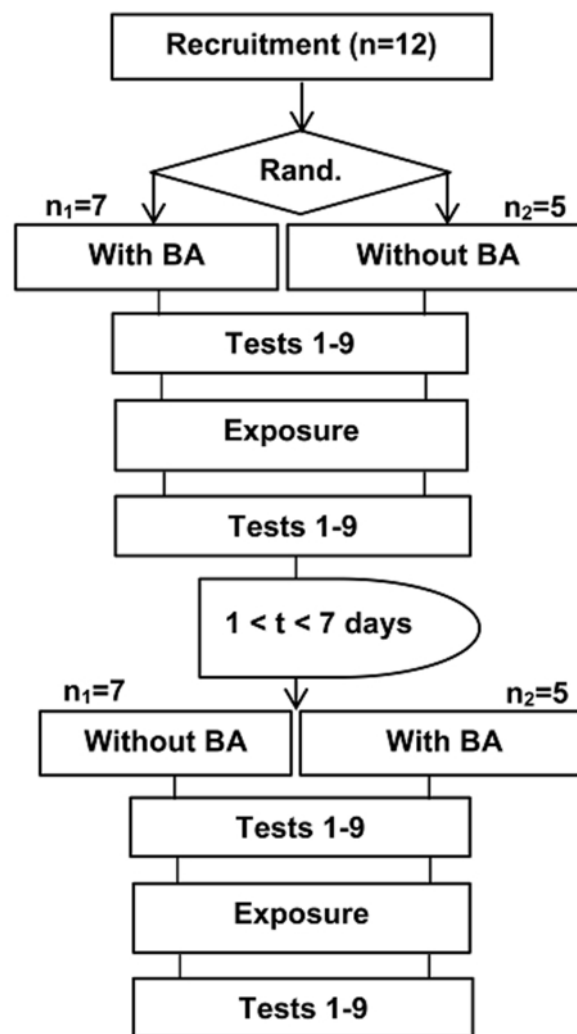 Recruitment (n=12)
Rand.
n₁=7
n₂=5
With BA
Without BA
Tests 1-9
Exposure
Tests 1-9
1 < t < 7 days
n₁=7
n₂=5
Without BA
With BA
Tests 1-9
Exposure
Tests 1-9